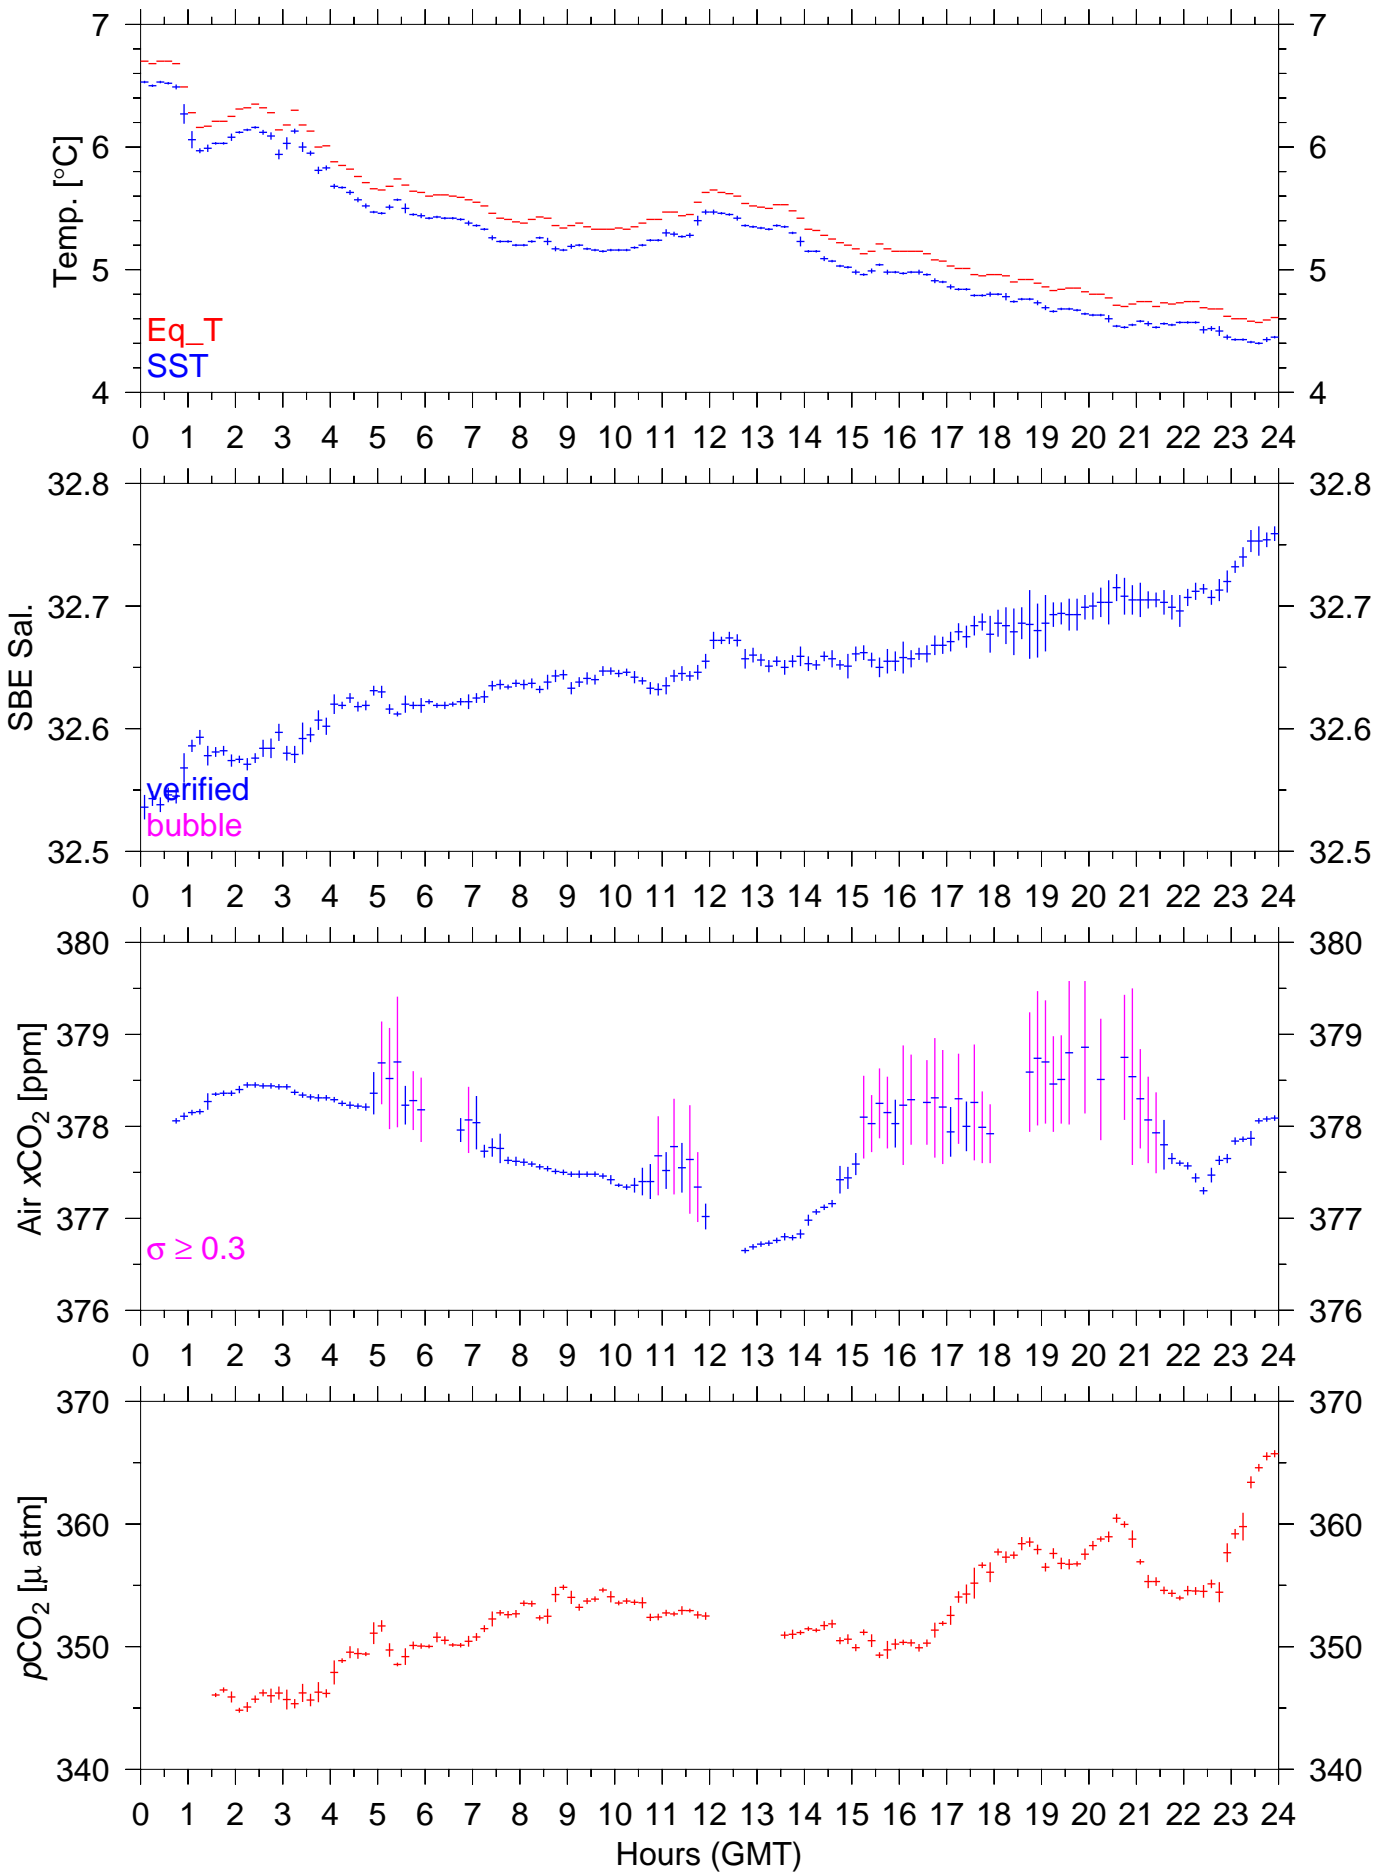 7 7
6 6
5 5
4 4
Temp. [°C]
Eq_T
SST
0 1 2 3 4 5 6 7 8 9 10 11 12 13 14 15 16 17 18 19 20 21 22 23 24
32.8 32.8
32.7 32.7
32.6 32.6
32.5 32.5
SBE Sal.
verified
bubble
0 1 2 3 4 5 6 7 8 9 10 11 12 13 14 15 16 17 18 19 20 21 22 23 24
380 380
379 379
378 378
377 377
376 376
Air xCO₂ [ppm]
σ ≥ 0.3
0 1 2 3 4 5 6 7 8 9 10 11 12 13 14 15 16 17 18 19 20 21 22 23 24
370 370
360 360
350 350
340 340
pCO₂ [μ atm]
0 1 2 3 4 5 6 7 8 9 10 11 12 13 14 15 16 17 18 19 20 21 22 23 24
Hours (GMT)